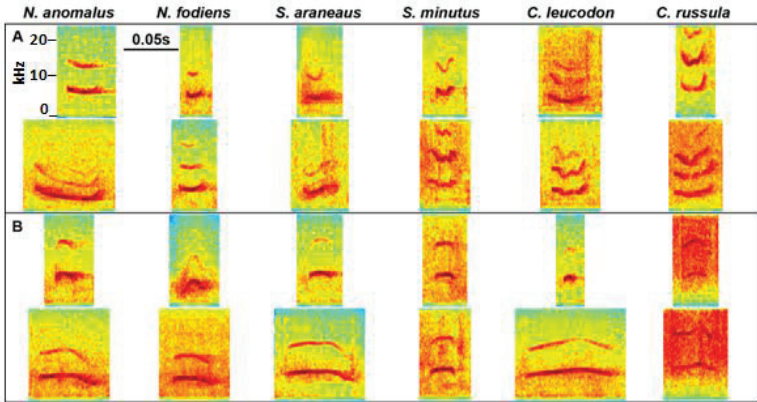 N. anomalus N. fodiens S. araneaus S. minutus C. leucodon C. russula
A
20
0.05s
kHz
10
0
B